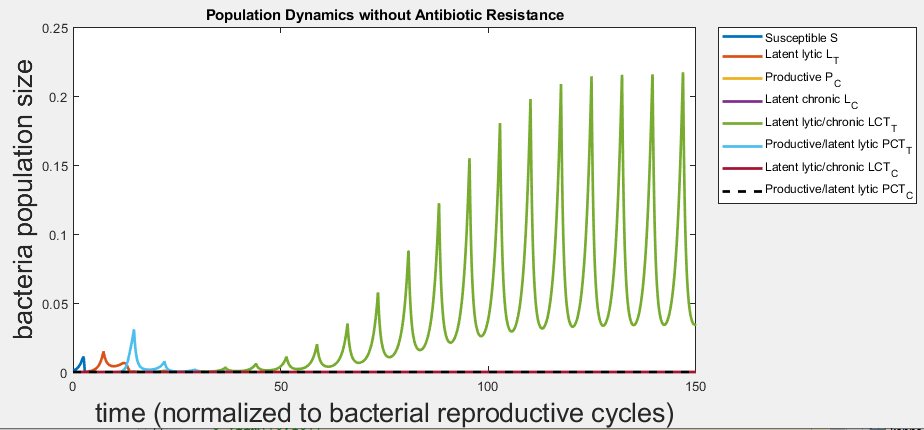 Population Dynamics without Antibiotic Resistance
0.25
0.2
0.15
0.1
0.05
0
bacteria population size
0 50 100 150
time (normalized to bacterial reproductive cycles)
Susceptible S
Latent lytic L_T
Productive P_C
Latent chronic L_C
Latent lytic/chronic LCT_T
Productive/latent lytic PCT_T
Latent lytic/chronic LCT_C
Productive/latent lytic PCT_C